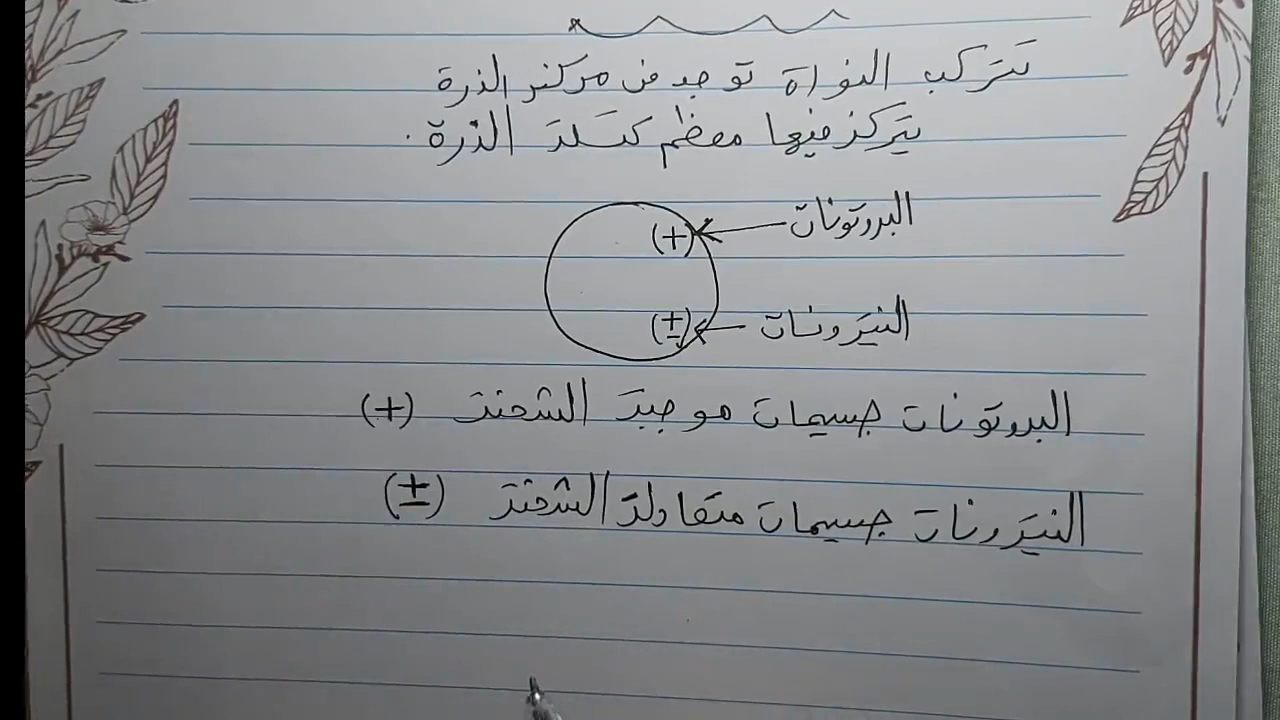 تتركب النواة توجد في مركز الذرة
يتركز فيها معظم كتلة الذرة.
البروتونات
(+)
النيترونات
(±)
البروتونات جسيمات موجبة الشحنة (+)
النيترونات جسيمات متعادلة الشحنة (±)